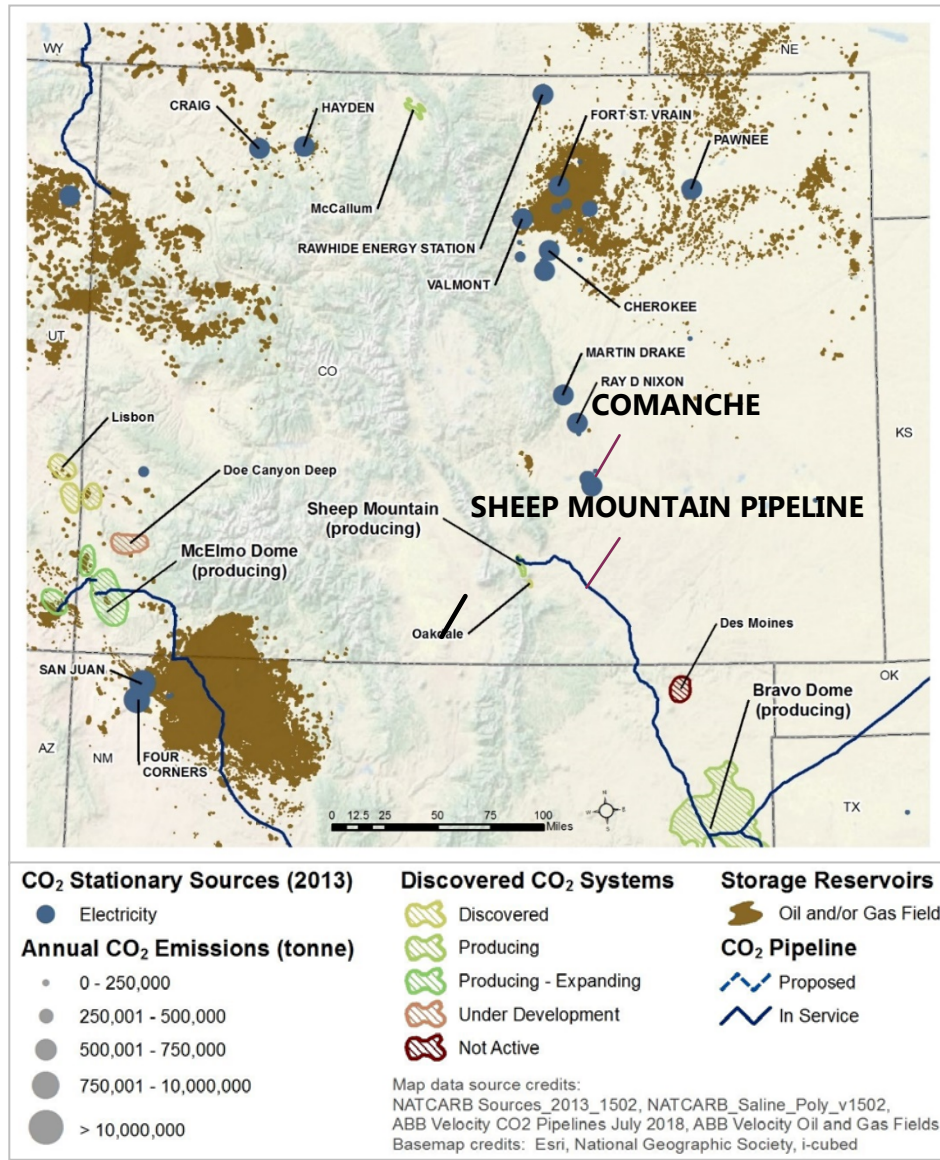 WY
NE
CRAIG
HAYDEN
FORT ST. VRAIN
PAWNEE
McCallum
RAWHIDE ENERGY STATION
VALMONT
CHEROKEE
UT
CO
MARTIN DRAKE
RAY D NIXON
COMANCHE
KS
Lisbon
Doe Canyon Deep
Sheep Mountain
(producing)
SHEEP MOUNTAIN PIPELINE
McElmo Dome
(producing)
Oakdale
Des Moines
SAN JUAN
OK
Bravo Dome
(producing)
AZ
NM
FOUR
CORNERS
TX
N
W
E
S
0 12.5 25 50 75 100
Miles
CO₂ Stationary Sources (2013)
Electricity
Annual CO₂ Emissions (tonne)
0 - 250,000
250,001 - 500,000
500,001 - 750,000
750,001 - 10,000,000
> 10,000,000
Discovered CO₂ Systems
Discovered
Producing
Producing - Expanding
Under Development
Not Active
Storage Reservoirs
Oil and/or Gas Field
CO₂ Pipeline
Proposed
In Service
Map data source credits:
NATCARB Sources_2013_1502, NATCARB_Saline_Poly_v1502,
ABB Velocity CO2 Pipelines July 2018, ABB Velocity Oil and Gas Fields
Basemap credits: Esri, National Geographic Society, i-cubed